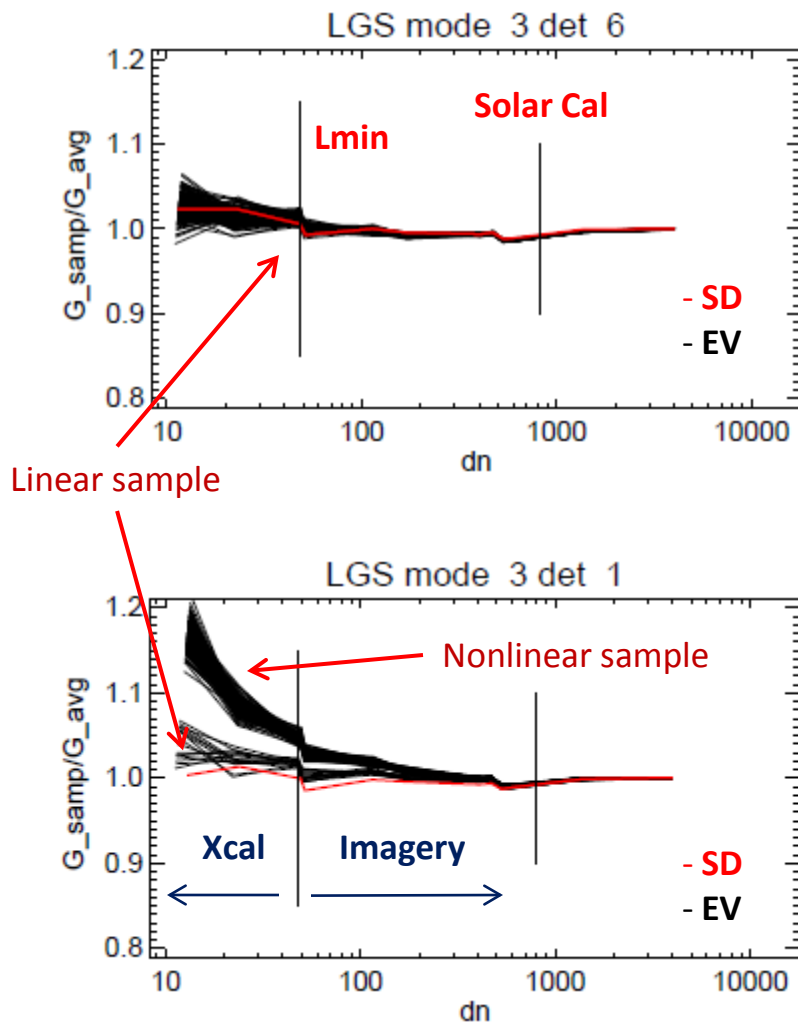 LGS mode 3 det 6
1.2
1.1
1.0
0.9
0.8
G_samp/G_avg
Lmin
Solar Cal
- SD
- EV
10
100
1000
10000
dn
Linear sample
LGS mode 3 det 1
1.2
1.1
1.0
0.9
0.8
G_samp/G_avg
Nonlinear sample
Xcal
Imagery
- SD
- EV
10
100
1000
10000
dn